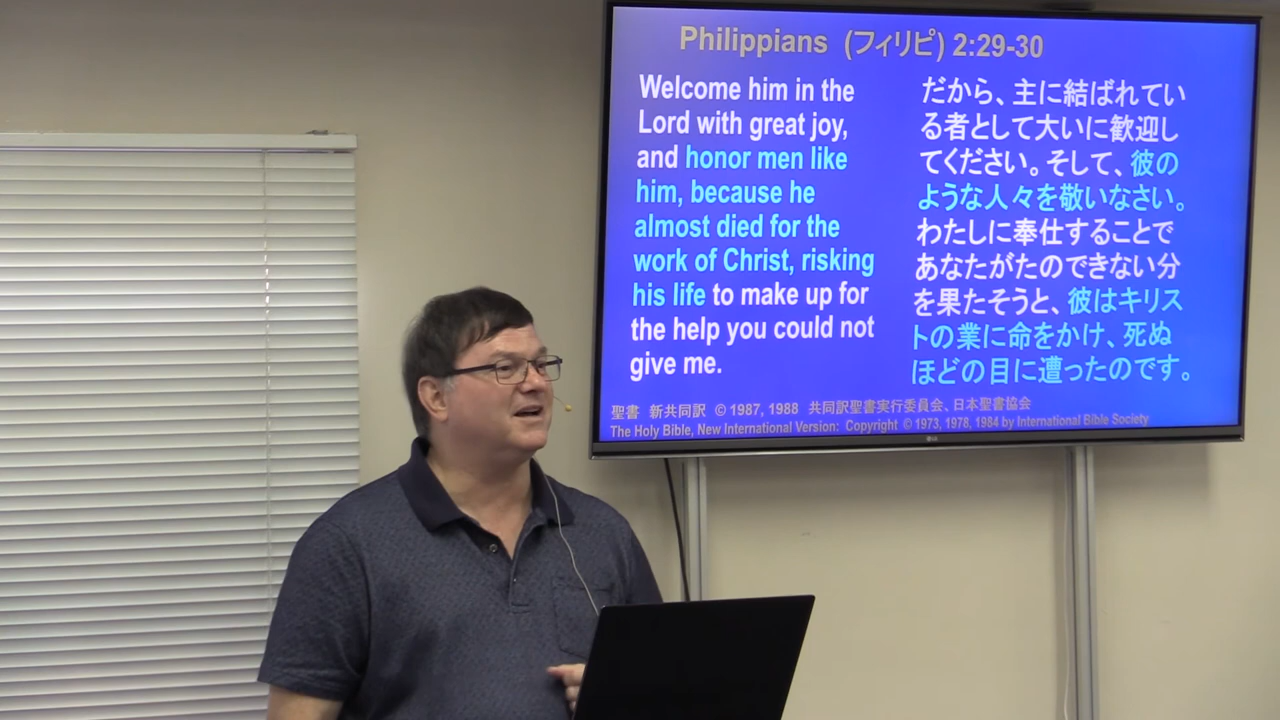 Philippians (フィリピ) 2:29-30
Welcome him in the
Lord with great joy,
and honor men like
him, because he
almost died for the
work of Christ, risking
his life to make up for
the help you could not
give me.
だから、主に結ばれてい
る者として大いに歓迎し
てください。そして、彼の
ような人々を敬いなさい。
わたしに奉仕することで
あなたがたのできない分
を果たそうと、彼はキリス
トの業に命をかけ、死ぬ
ほどの目に遭ったのです。
聖書 新共同訳 © 1987, 1988 共同訳聖書実行委員会、日本聖書協会
The Holy Bible, New International Version: Copyright © 1973, 1978, 1984 by International Bible Society
LG